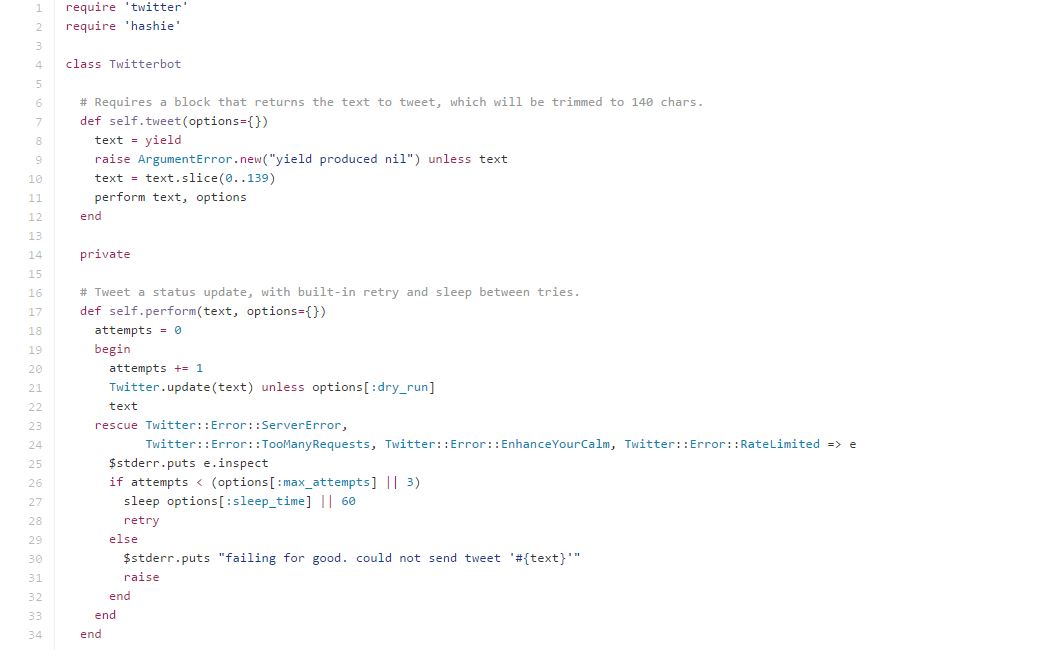 1 require 'twitter'
2 require 'hashie'
3
4 class Twitterbot
5
6   # Requires a block that returns the text to tweet, which will be trimmed to 140 chars.
7   def self.tweet(options={})
8     text = yield
9     raise ArgumentError.new("yield produced nil") unless text
10     text = text.slice(0..139)
11     perform text, options
12   end
13
14   private
15
16   # Tweet a status update, with built-in retry and sleep between tries.
17   def self.perform(text, options={})
18     attempts = 0
19     begin
20       attempts += 1
21       Twitter.update(text) unless options[:dry_run]
22       text
23     rescue Twitter::Error::ServerError,
24            Twitter::Error::TooManyRequests, Twitter::Error::EnhanceYourCalm, Twitter::Error::RateLimited => e
25       $stderr.puts e.inspect
26       if attempts < (options[:max_attempts] || 3)
27         sleep options[:sleep_time] || 60
28         retry
29       else
30         $stderr.puts "failing for good. could not send tweet '#{text}'"
31         raise
32       end
33     end
34   end